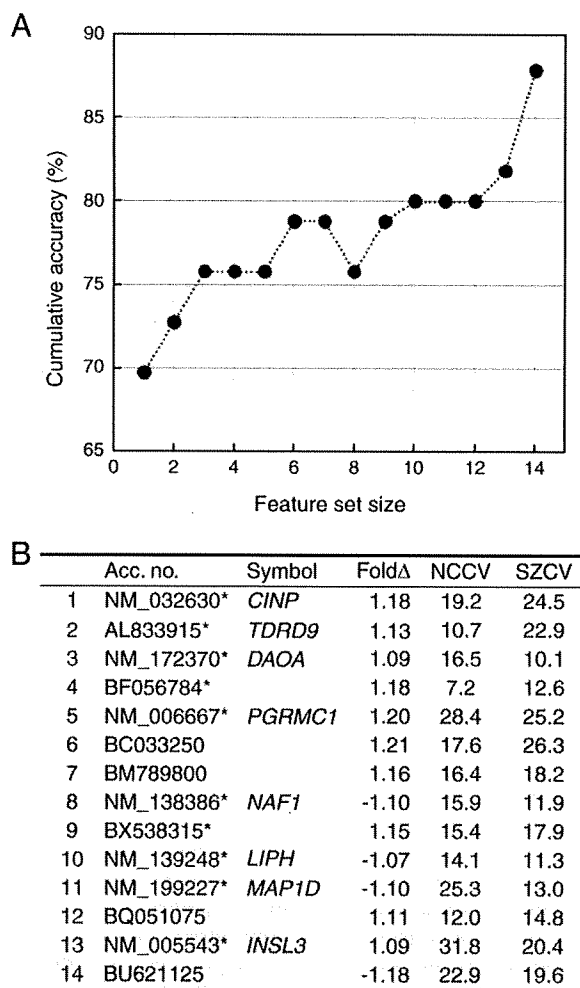 A
90
85
80
75
70
65
Cumulative accuracy (%)
0 2 4 6 8 10 12 14
Feature set size
B
Acc. no. Symbol FoldΔ NCCV SZCV
1 NM_032630* CINP 1.18 19.2 24.5
2 AL833915* TDRD9 1.13 10.7 22.9
3 NM_172370* DAOA 1.09 16.5 10.1
4 BF056784* 1.18 7.2 12.6
5 NM_006667* PGRMC1 1.20 28.4 25.2
6 BC033250 1.21 17.6 26.3
7 BM789800 1.16 16.4 18.2
8 NM_138386* NAF1 -1.10 15.9 11.9
9 BX538315* 1.15 15.4 17.9
10 NM_139248* LIPH -1.07 14.1 11.3
11 NM_199227* MAP1D -1.10 25.3 13.0
12 BQ051075 1.11 12.0 14.8
13 NM_005543* INSL3 1.09 31.8 20.4
14 BU621125 -1.18 22.9 19.6